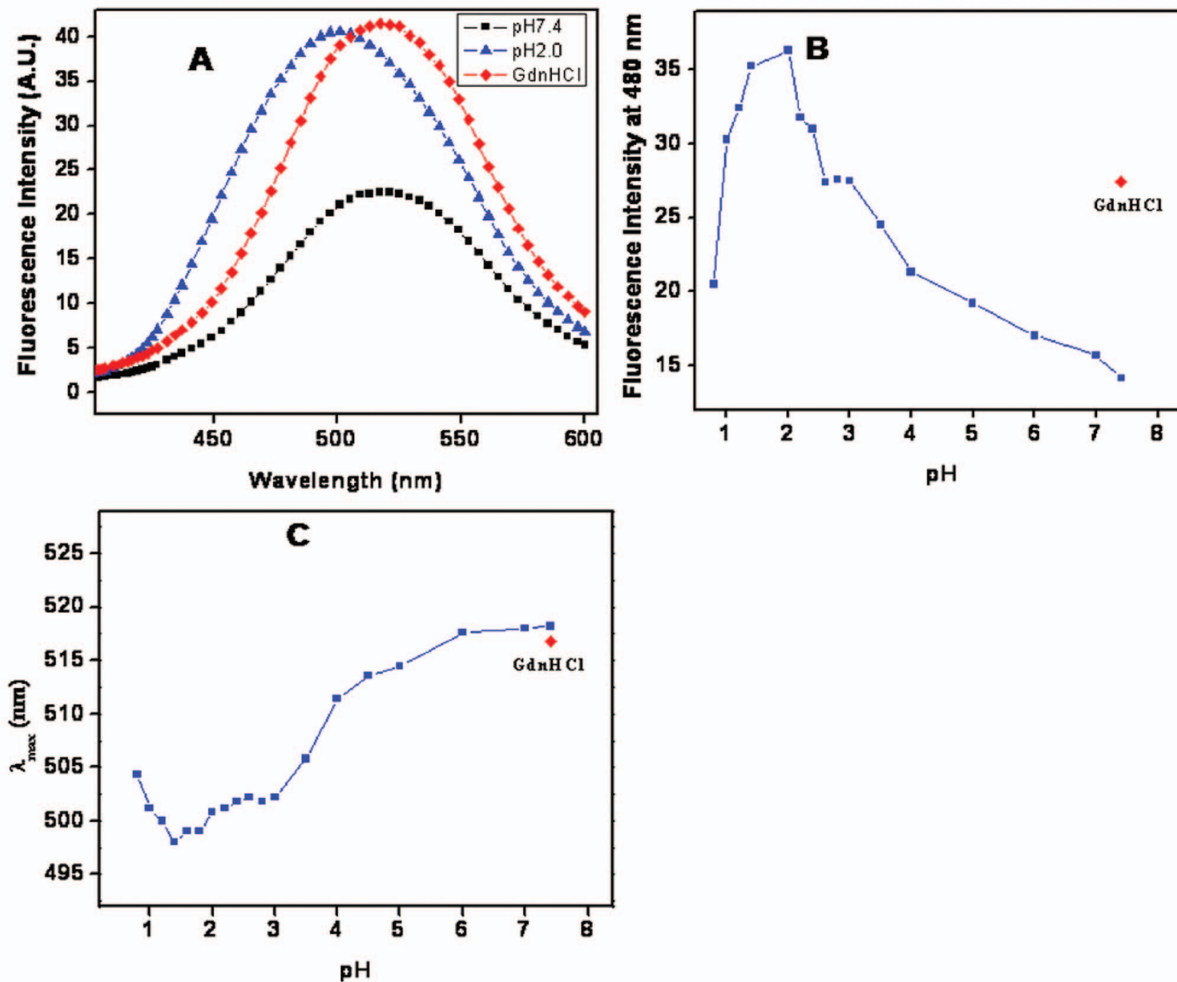 A
pH7.4
pH2.0
GdnHCl
Fluorescence Intensity (A.U.)
40
35
30
25
20
15
10
5
0
450
500
550
600
Wavelength (nm)
B
Fluorescence Intensity at 480 nm
35
30
25
20
15
GdnHCl
1
2
3
4
5
6
7
8
pH
C
λmax (nm)
525
520
515
510
505
500
495
GdnHCl
1
2
3
4
5
6
7
8
pH